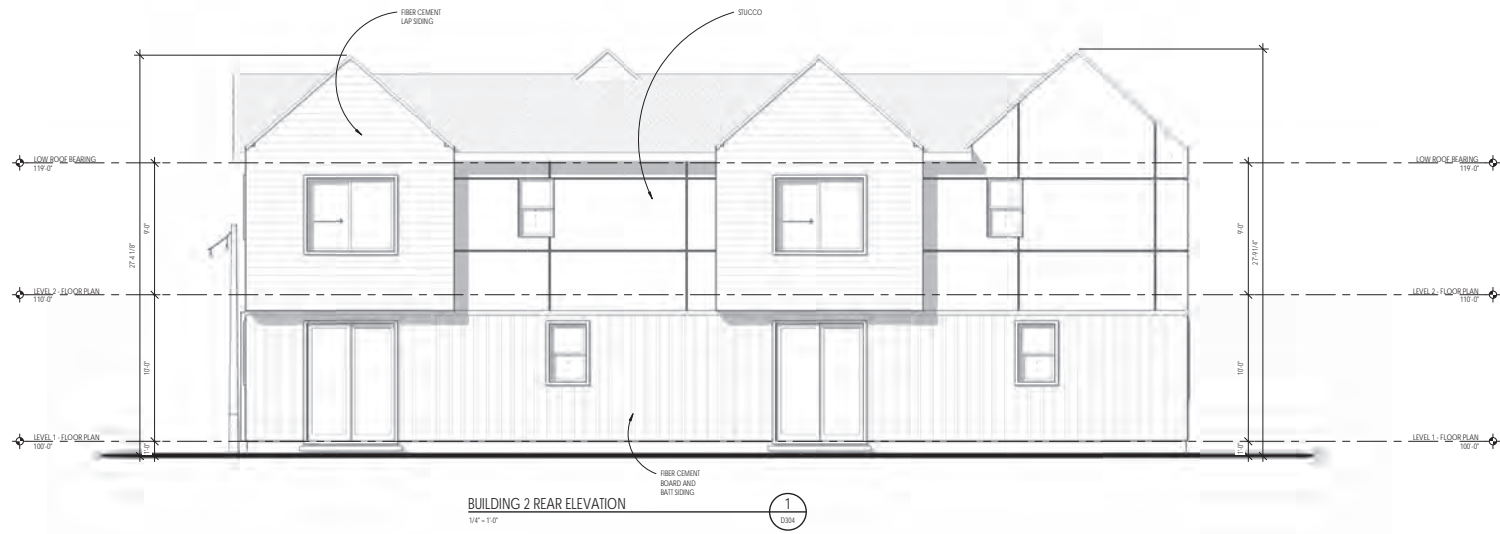 FIBER CEMENT
LAP SIDING
STUCCO
LOW ROOF BEARING
119'-0"
LOW ROOF BEARING
119'-0"
9'-0"
27'-4 1/8"
9'-0"
27'-9 1/4"
LEVEL 2 - FLOOR PLAN
110'-0"
LEVEL 2 - FLOOR PLAN
110'-0"
10'-0"
10'-0"
LEVEL 1 - FLOOR PLAN
100'-0"
LEVEL 1 - FLOOR PLAN
100'-0"
1'-0"
1'-0"
FIBER CEMENT
BOARD AND
BATT SIDING
BUILDING 2 REAR ELEVATION
1/4" = 1'-0"
1
D304